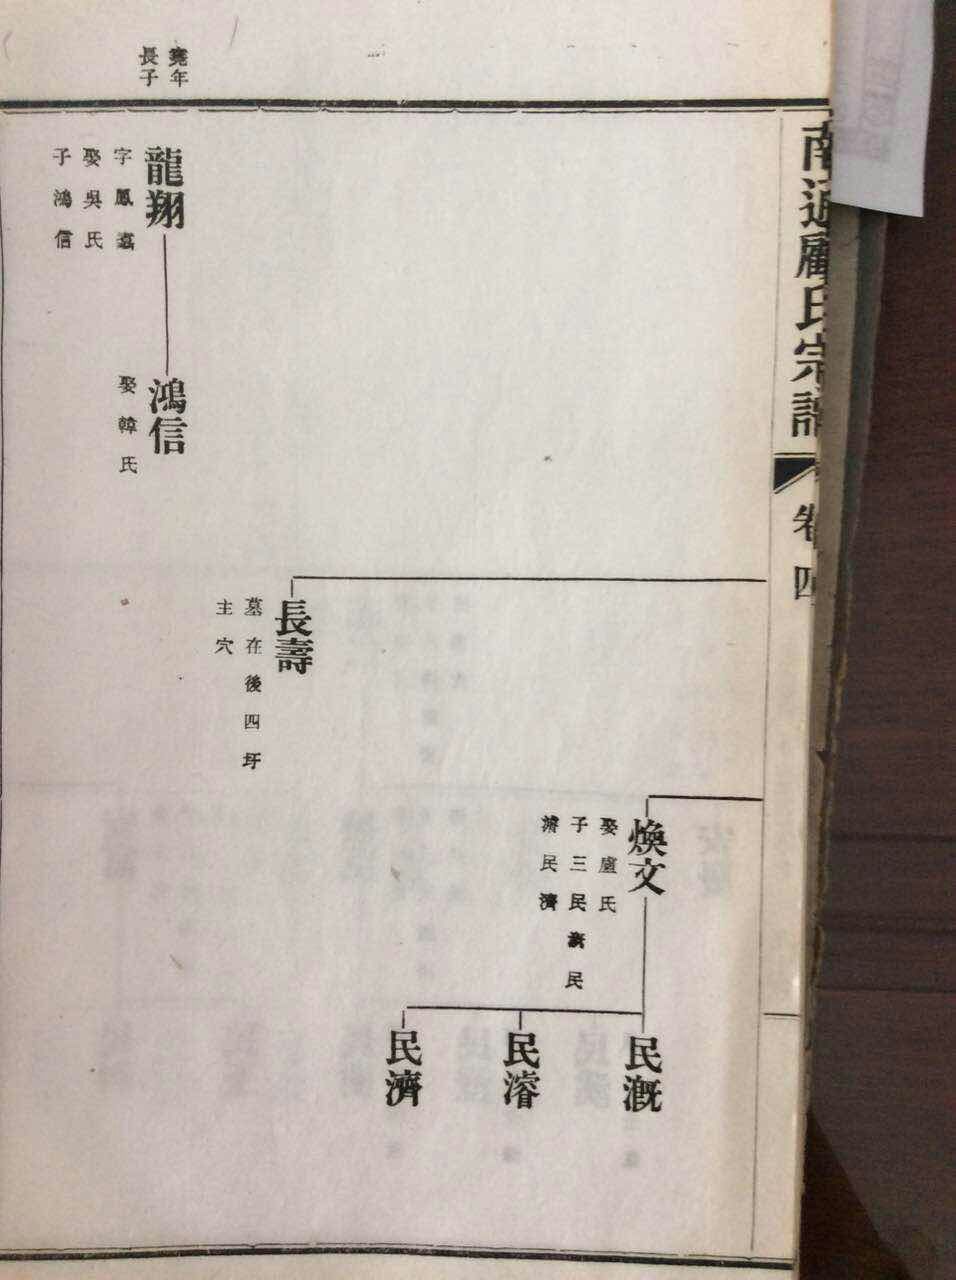 南通顧氏宗譜
卷四
煥文
娶盧氏
子三民漑民
濬民濟
民漑
民濬
民濟
長壽
墓在後四圩
主穴
堯年
長子
龍翔
字鳳翥
娶吳氏
子鴻信
鴻信
娶韓氏